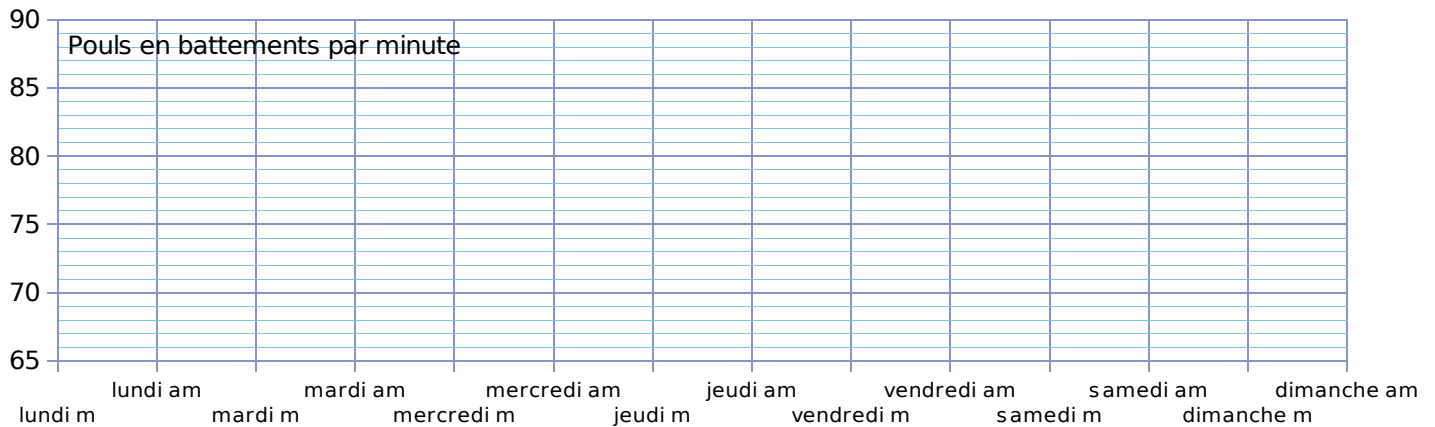 90
Pouls en battements par minute
85
80
75
70
65
lundi am mardi am mercredi am jeudi am vendredi am samedi am dimanche am
lundi m mardi m mercredi m jeudi m vendredi m samedi m dimanche m